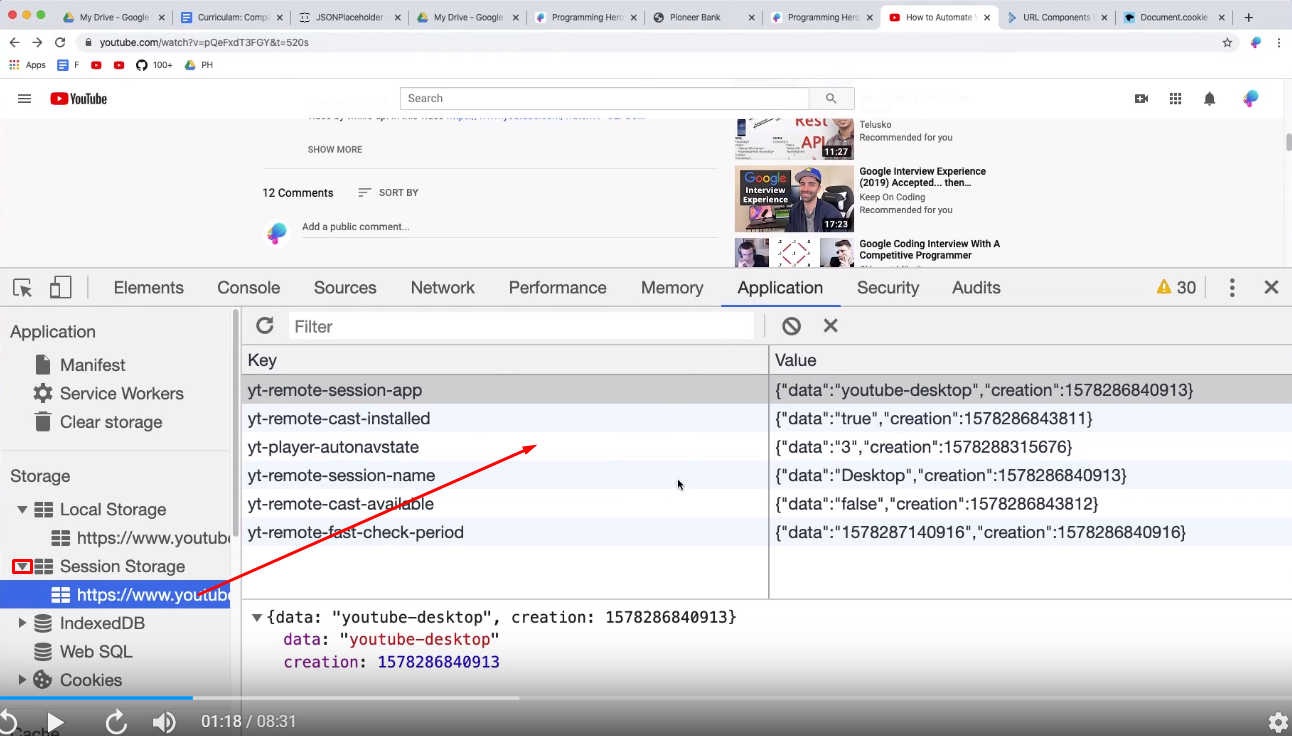 My Drive - Google
Curriculam: Compl
JSONPlaceholder
My Drive - Google
Programming Hero
Pioneer Bank
Programming Hero
How to Automate
URL Components
Document.cookie
youtube.com/watch?v=pQeFxdT3FGY&t=520s
Apps
F
100+
PH
YouTube
Search
SHOW MORE
12 Comments
SORT BY
Add a public comment...
Rest
API
11:27
Telusko
Recommended for you
Google
Interview
Experience
17:23
Google Interview Experience
(2019) Accepted... then...
Keep On Coding
Recommended for you
Google Coding Interview With A
Competitive Programmer
Elements
Console
Sources
Network
Performance
Memory
Application
Security
Audits
30
Application
Manifest
Service Workers
Clear storage
Storage
Local Storage
https://www.youtube
Session Storage
https://www.youtube
IndexedDB
Web SQL
Cookies
Cache
Filter
Key
Value
yt-remote-session-app
{"data":"youtube-desktop","creation":1578286840913}
yt-remote-cast-installed
{"data":"true","creation":1578286843811}
yt-player-autonavstate
{"data":"3","creation":1578288315676}
yt-remote-session-name
{"data":"Desktop","creation":1578286840913}
yt-remote-cast-available
{"data":"false","creation":1578286843812}
yt-remote-fast-check-period
{"data":"1578287140916","creation":1578286840916}
{data: "youtube-desktop", creation: 1578286840913}
data: "youtube-desktop"
creation: 1578286840913
01:18 / 08:31